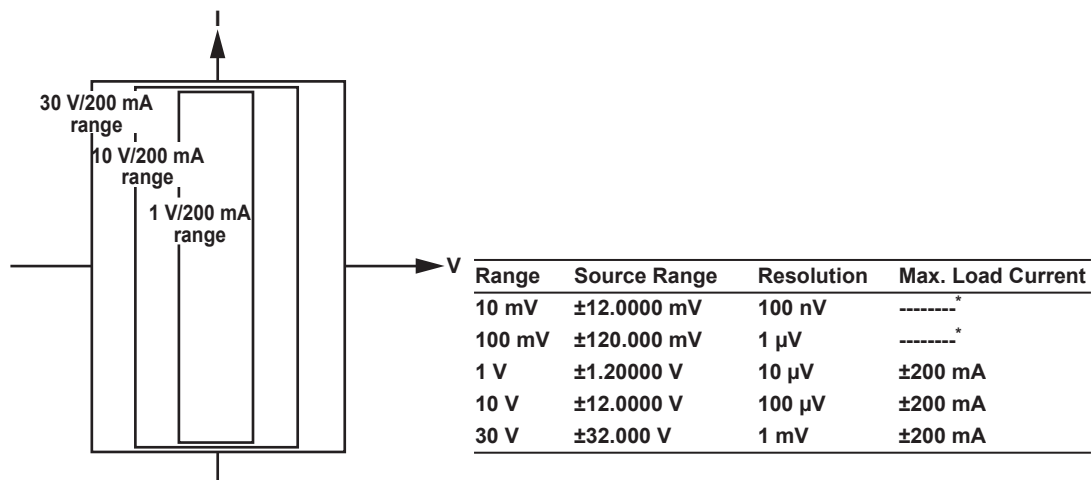 I
30 V/200 mA
range
10 V/200 mA
range
1 V/200 mA
range
V
Range Source Range Resolution Max. Load Current
10 mV ±12.0000 mV 100 nV --------*
100 mV ±120.000 mV 1 µV --------*
1 V ±1.20000 V 10 µV ±200 mA
10 V ±12.0000 V 100 µV ±200 mA
30 V ±32.000 V 1 mV ±200 mA